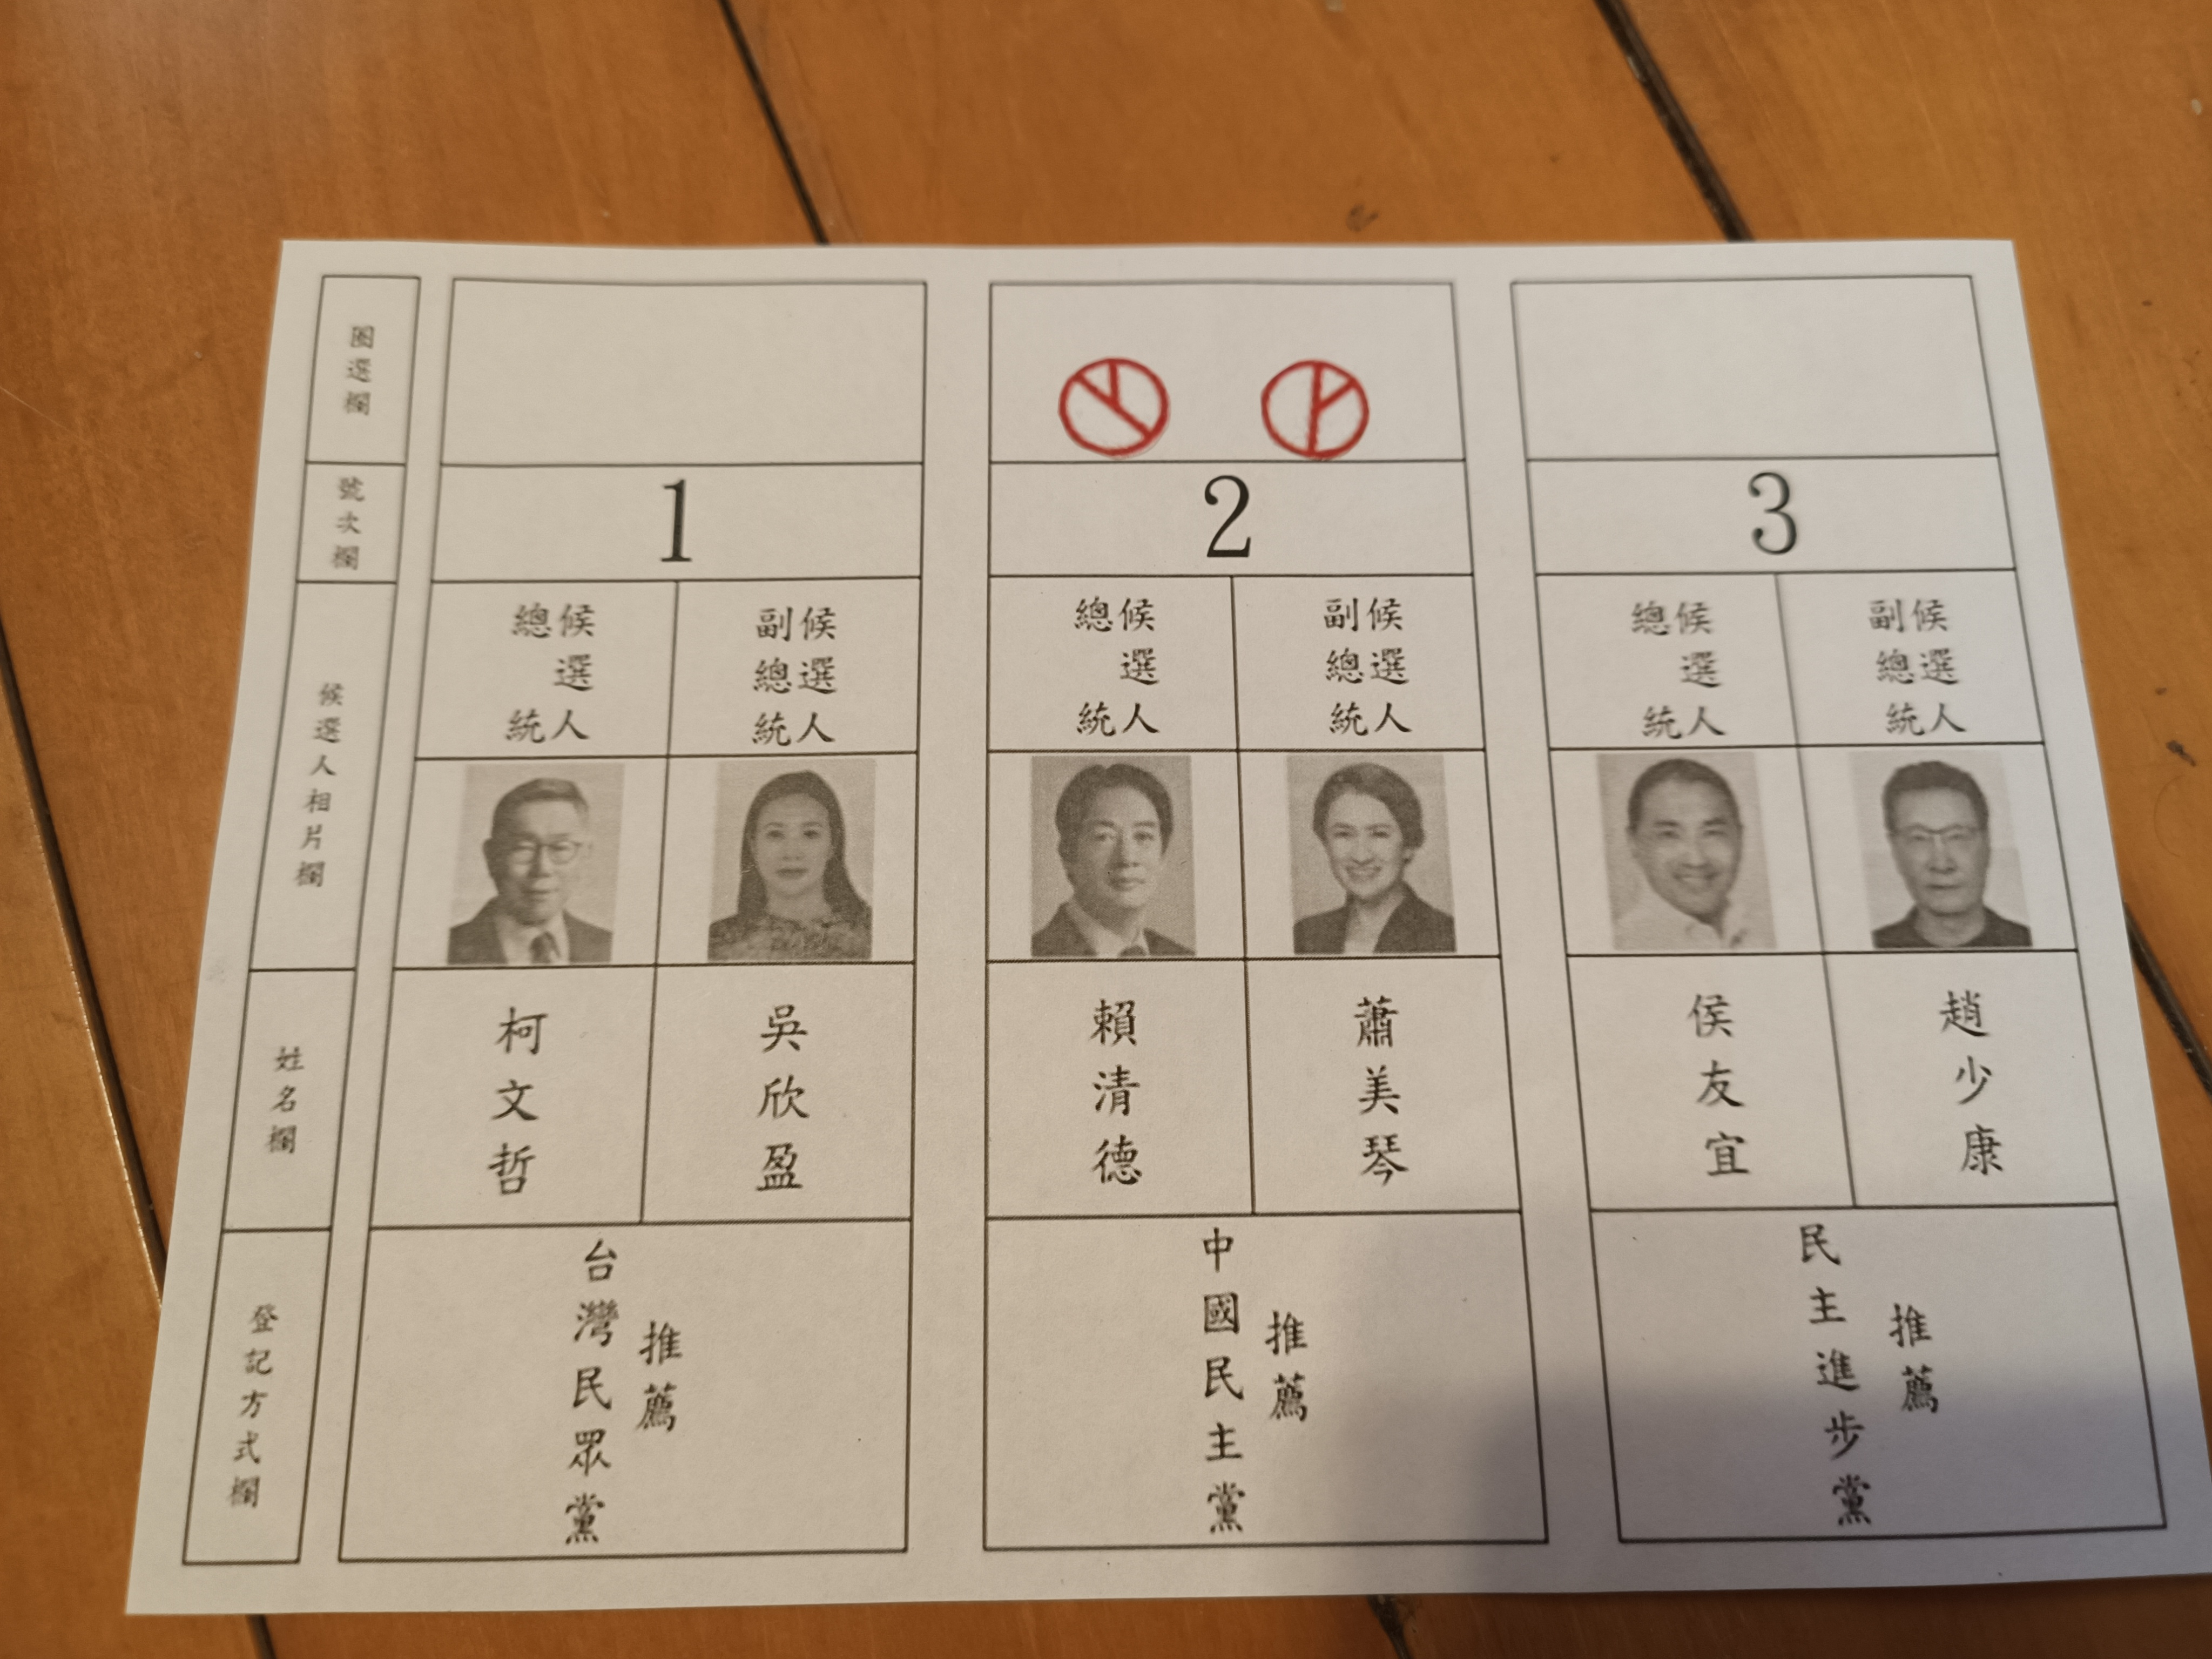 圈選欄
號次欄
候選人相片欄
姓名欄
登記方式欄
1
總統候選人
副總統候選人
柯文哲
吳欣盈
台灣民眾黨
推薦
2
總統候選人
副總統候選人
賴清德
蕭美琴
中國民主黨
推薦
3
總統候選人
副總統候選人
侯友宜
趙少康
民主進步黨
推薦